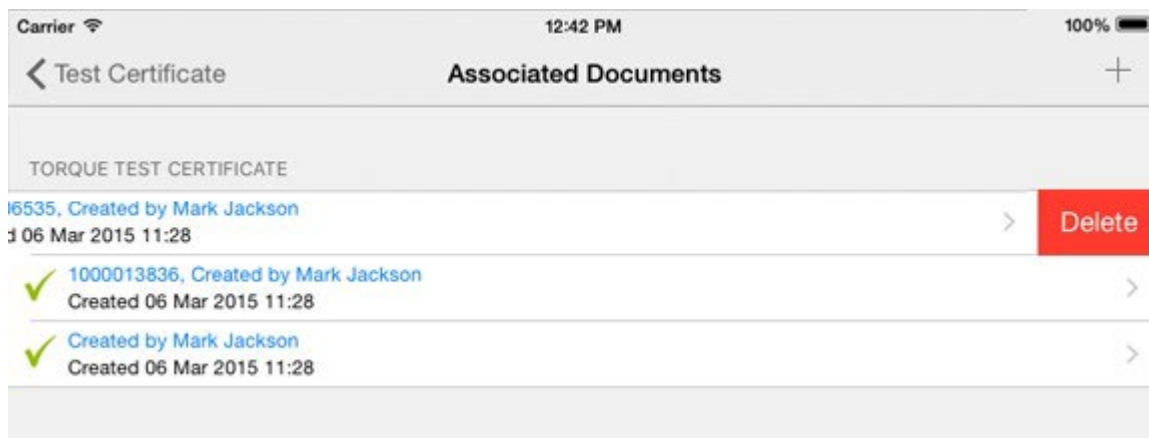 Carrier
12:42 PM
100%
Test Certificate
Associated Documents
TORQUE TEST CERTIFICATE
6535, Created by Mark Jackson
d 06 Mar 2015 11:28
Delete
1000013836, Created by Mark Jackson
Created 06 Mar 2015 11:28
Created by Mark Jackson
Created 06 Mar 2015 11:28